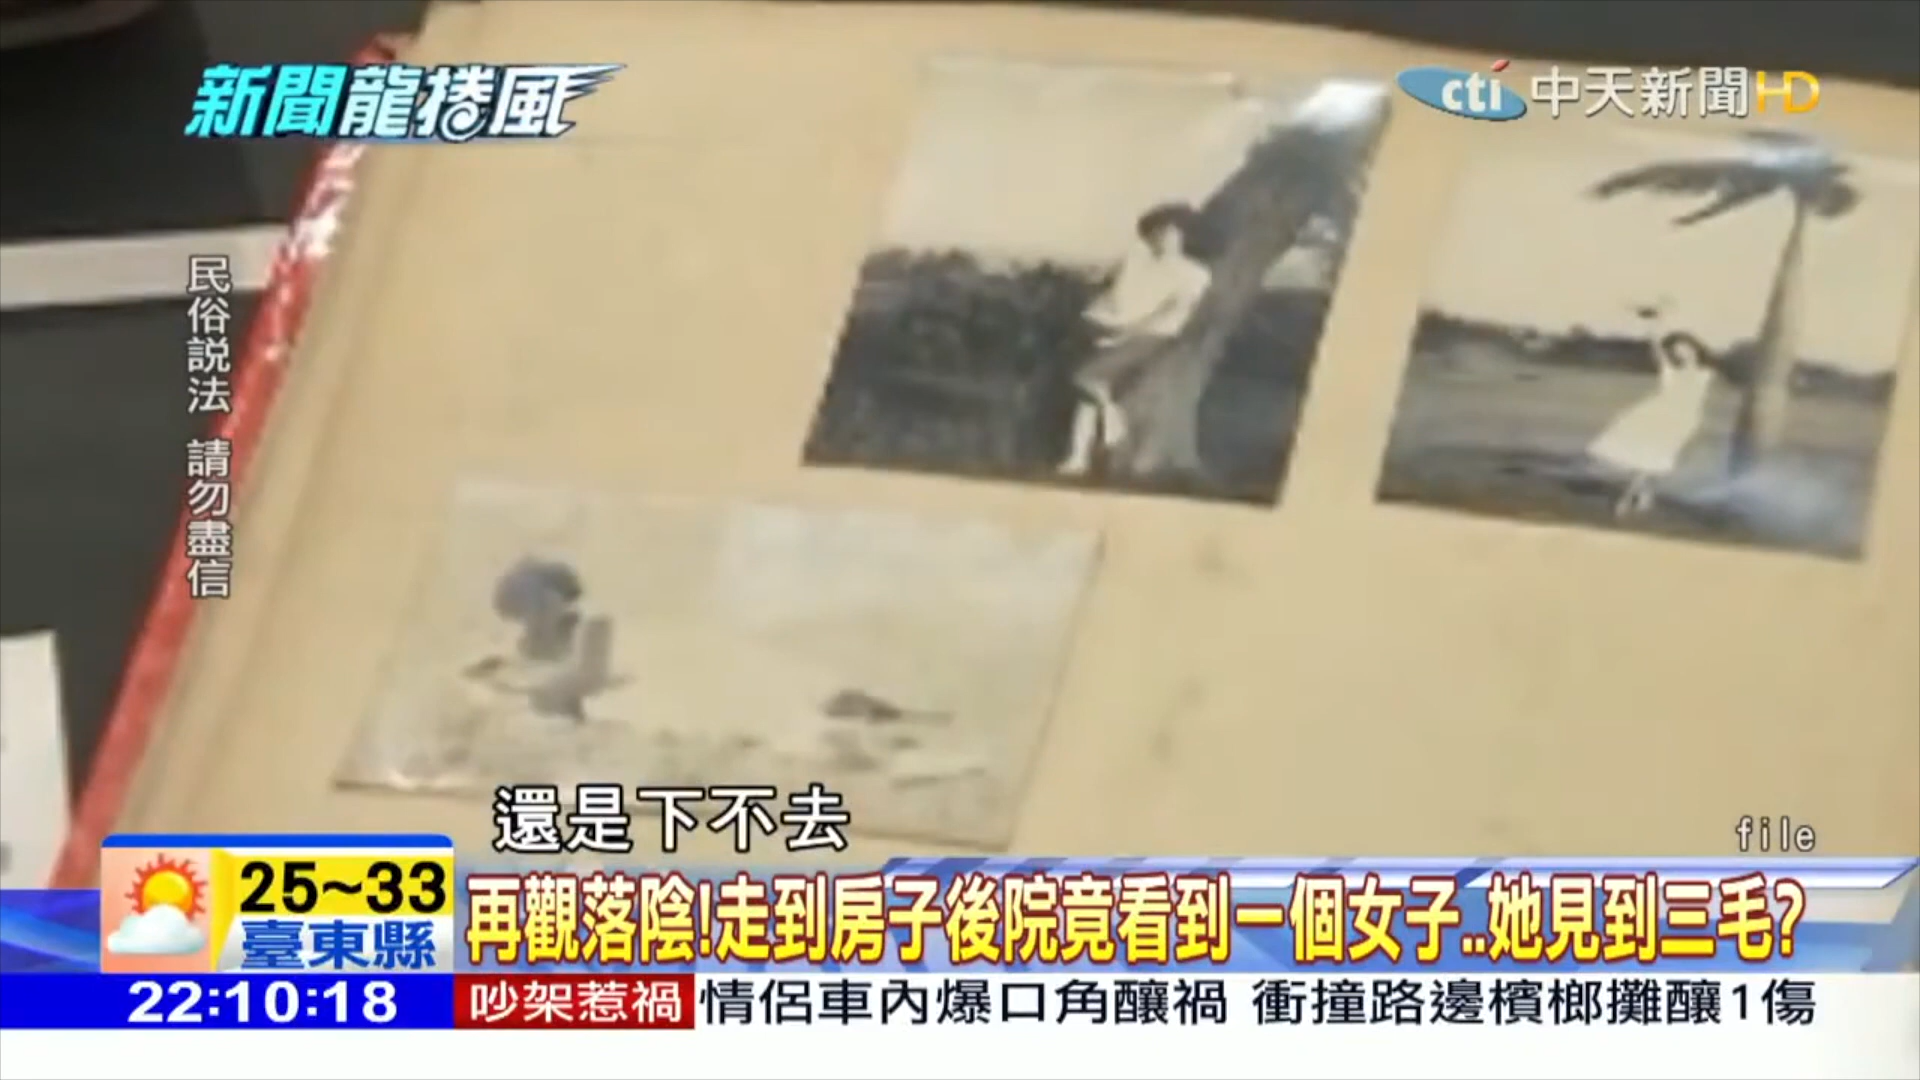 新聞龍捲風
cti 中天新聞HD
民俗說法 請勿盡信
還是下不去
file
25~33
臺東縣
再觀落陰!走到房子後院竟看到一個女子..她見到三毛?
22:10:18
吵架惹禍 情侶車內爆口角釀禍 衝撞路邊檳榔攤釀1傷